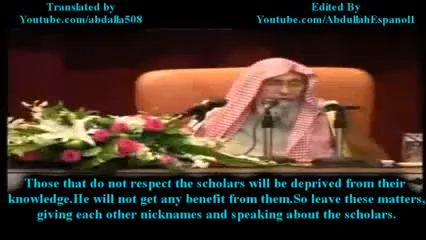 Translated by
Youtube.com/abdalla508
Edited By
Youtube.com/AbdullahEspanol1
Those that do not respect the scholars will be deprived from their
knowledge.He will not get any benefit from them.So leave these matters,
giving each other nicknames and speaking about the scholars.